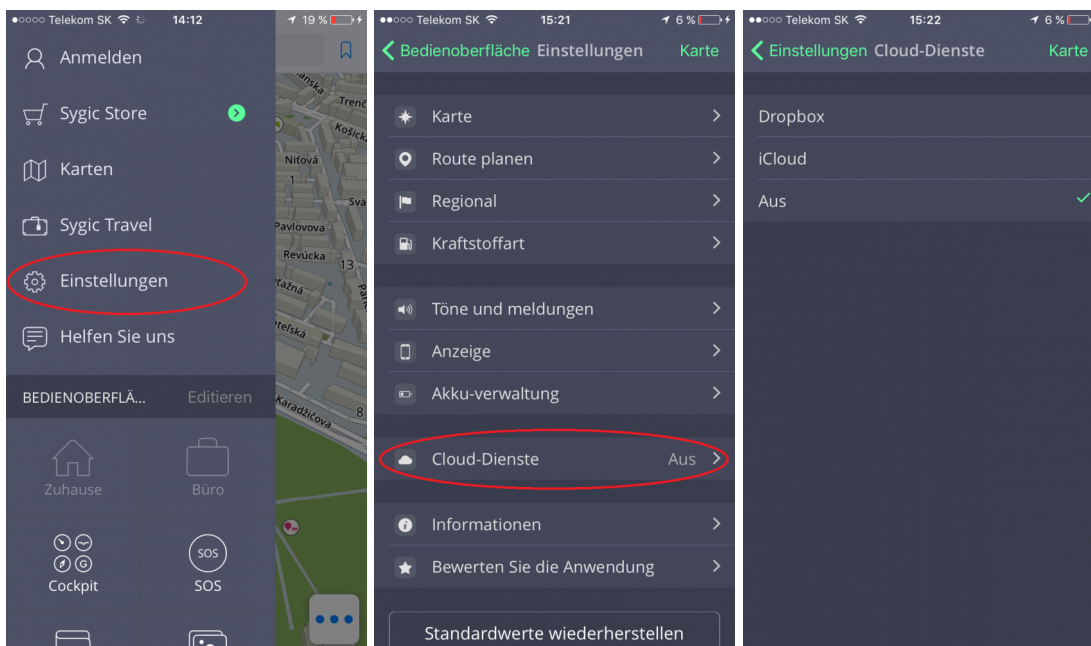 Telekom SK 14:12 19 %
Anmelden
Sygic Store
Karten
Sygic Travel
Einstellungen
Helfen Sie uns
BEDIENOBERFLÄ... Editieren
Zuhause Büro
SOS
Cockpit SOS
Trenč
Košick
Nitová
1
Sva
Pavlovova
Revúcka
13
Karadžičova
8
Telekom SK 15:21 6 %
Bedienoberfläche Einstellungen Karte
Karte
Route planen
Regional
Kraftstoffart
Töne und meldungen
Anzeige
Akku-verwaltung
Cloud-Dienste Aus
Informationen
Bewerten Sie die Anwendung
Standardwerte wiederherstellen
Telekom SK 15:22 6 %
Einstellungen Cloud-Dienste Karte
Dropbox
iCloud
Aus